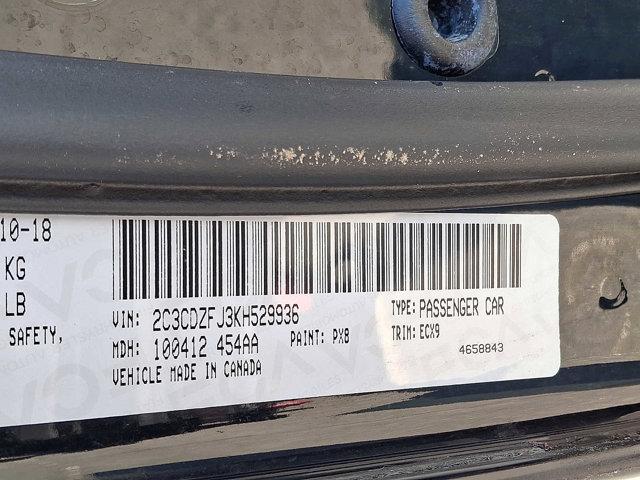 10-18
KG
LB
SAFETY,
VIN: 2C3CDZFJ3KH529936
TYPE: PASSENGER CAR
MDH: 100412 454AA
PAINT: PX8
TRIM: ECX9
VEHICLE MADE IN CANADA
4658843